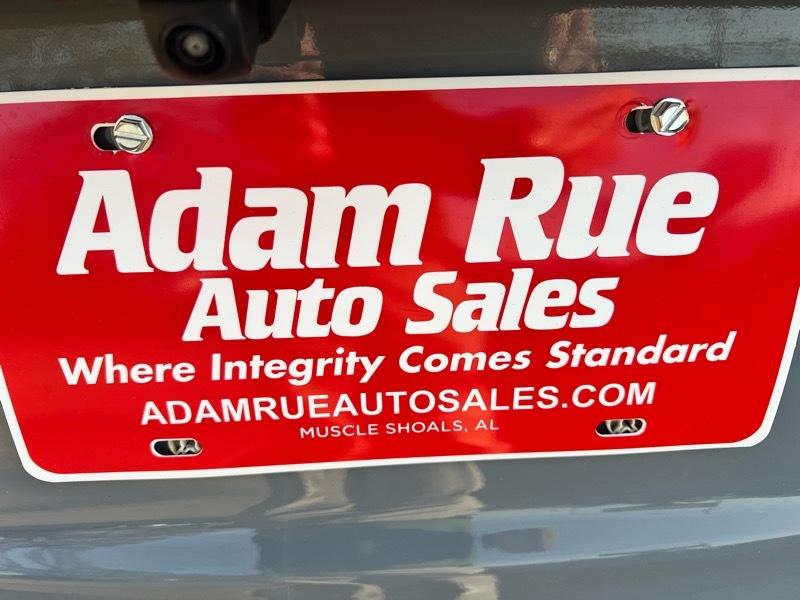 Adam Rue
Auto Sales
Where Integrity Comes Standard
ADAMRUEAUTOSALES.COM
MUSCLE SHOALS, AL